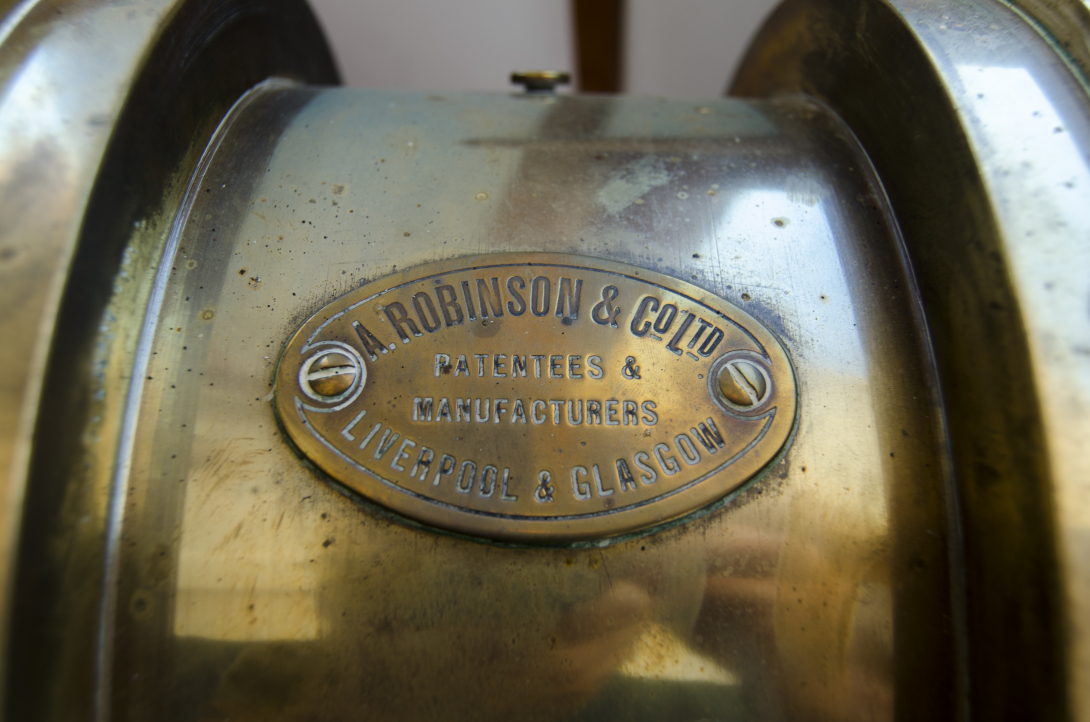 A. ROBINSON & CO LTD
PATENTEES &
MANUFACTURERS
LIVERPOOL & GLASGOW